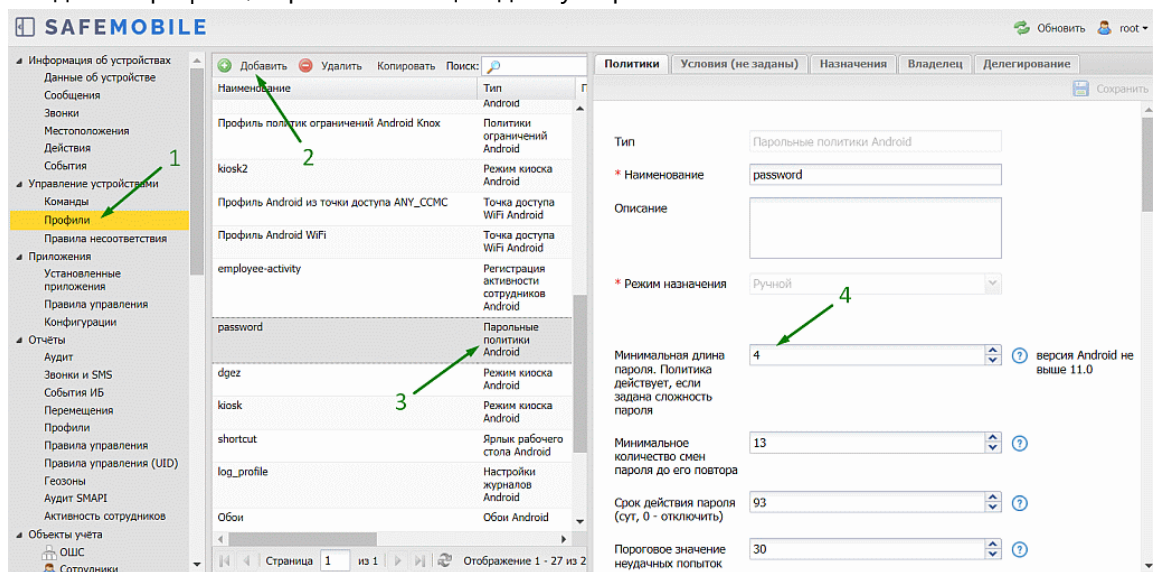 SAFEMOBILE
Обновить root
Информация об устройствах
Данные об устройстве
Сообщения
Звонки
Местоположения
Действия
События
Управление устройствами
Команды
Профили
Правила несоответствия
Приложения
Установленные
приложения
Правила управления
Конфигурации
Отчёты
Аудит
Звонки и SMS
События ИБ
Перемещения
Профили
Правила управления
Правила управления (UID)
Геозоны
Аудит SMAPI
Активность сотрудников
Объекты учёта
ОШС
Сотрудники
1
Добавить Удалить Копировать Поиск:
Наименование Тип П
Android
Профиль политик ограничений Android Knox Политики
ограничений
Android
2
kiosk2 Режим киоска
Android
Профиль Android из точки доступа ANY_CCMC Точка доступа
WiFi Android
Профиль Android WiFi Точка доступа
WiFi Android
employee-activity Регистрация
активности
сотрудников
Android
password Парольные
политики
Android
3
dgez Режим киоска
Android
kiosk Режим киоска
Android
shortcut Ярлык рабочего
стола Android
log_profile Настройки
журналов
Android
Обои Обои Android
Страница 1 из 1 Отображение 1 - 27 из 2
Политики Условия (не заданы) Назначения Владелец Делегирование
Сохранить
Тип Парольные политики Android
* Наименование password
Описание
* Режим назначения Ручной
4
Минимальная длина 4 версия Android не
пароля. Политика выше 11.0
действует, если
задана сложность
пароля
Минимальное 13
количество смен
пароля до его повтора
Срок действия пароля 93
(сут, 0 - отключить)
Пороговое значение 30
неудачных попыток